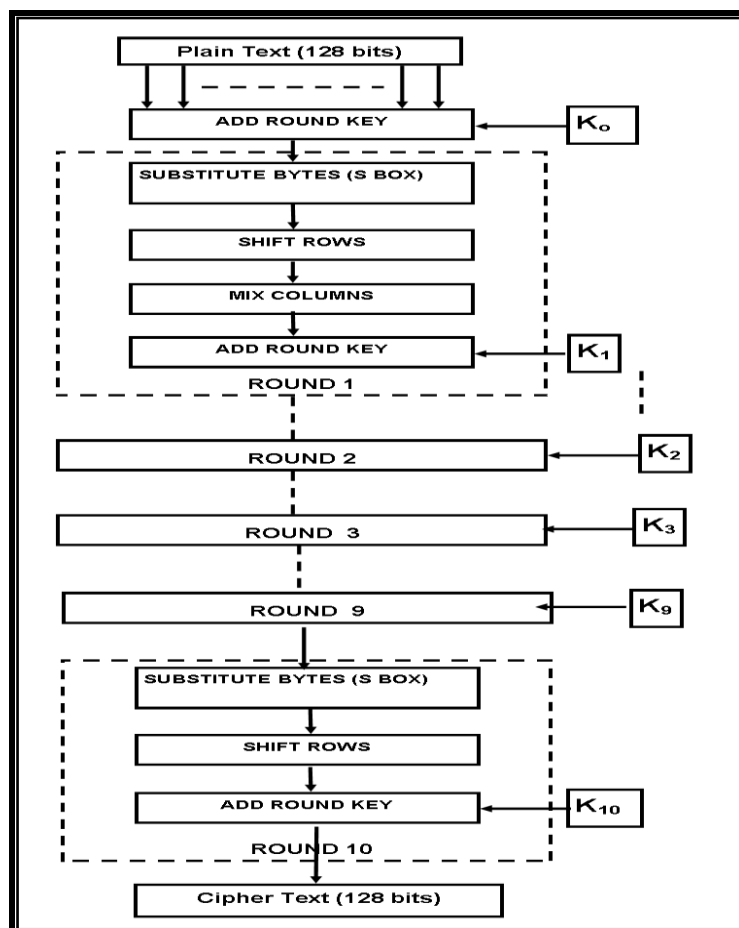 Plain Text (128 bits)
ADD ROUND KEY
K₀
SUBSTITUTE BYTES (S BOX)
SHIFT ROWS
MIX COLUMNS
ADD ROUND KEY
K₁
ROUND 1
ROUND 2
K₂
ROUND 3
K₃
ROUND 9
K₉
SUBSTITUTE BYTES (S BOX)
SHIFT ROWS
ADD ROUND KEY
K₁₀
ROUND 10
Cipher Text (128 bits)